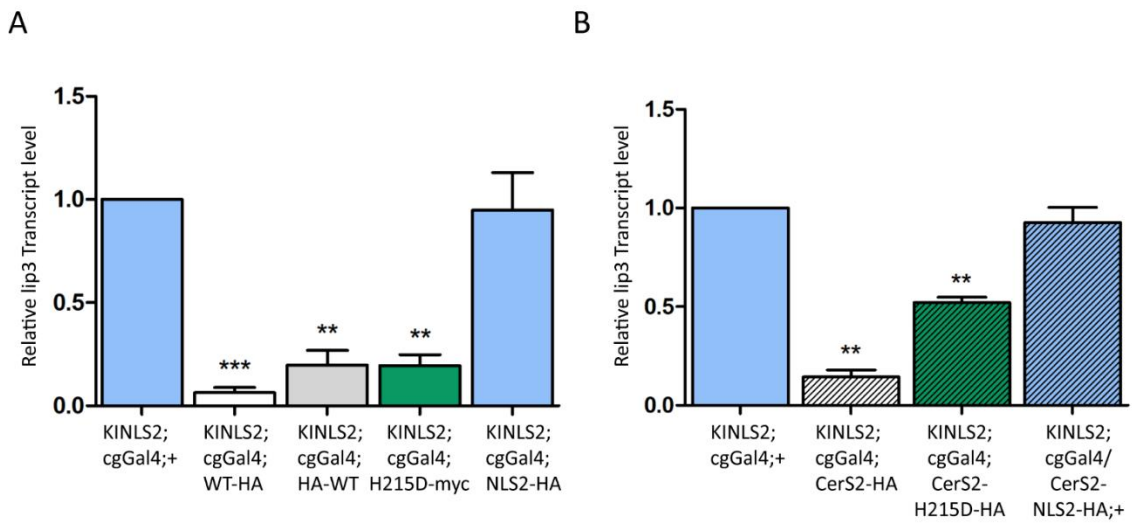 A
Relative lip3 Transcript level
1.5
1.0
0.5
0.0
***
**
**
KINLS2;
cgGal4;+
KINLS2;
cgGal4;
WT-HA
KINLS2;
cgGal4;
HA-WT
KINLS2;
cgGal4;
H215D-myc
KINLS2;
cgGal4;
NLS2-HA
B
Relative lip3 Transcript level
1.5
1.0
0.5
0.0
**
**
KINLS2;
cgGal4;+
KINLS2;
cgGal4;
CerS2-HA
KINLS2;
cgGal4;
CerS2-
H215D-HA
KINLS2;
cgGal4/
CerS2-
NLS2-HA;+